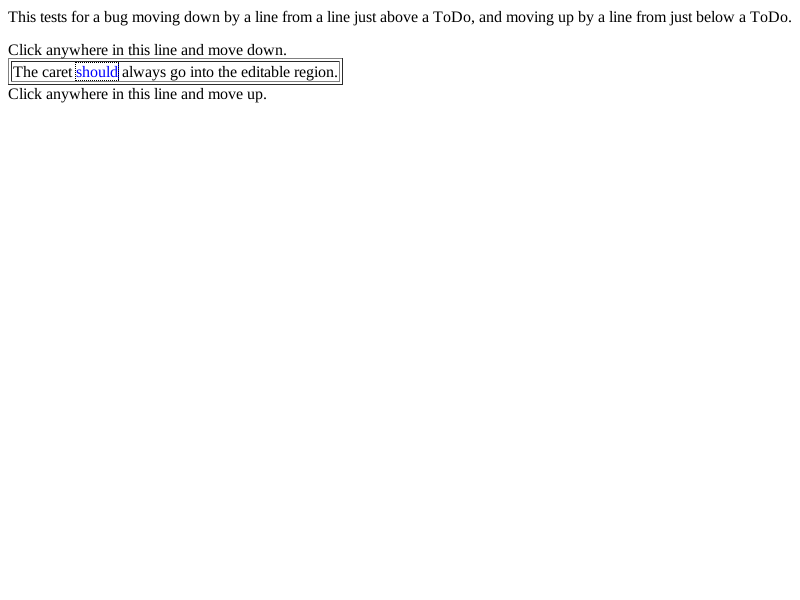 This tests for a bug moving down by a line from a line just above a ToDo, and moving up by a line from just below a ToDo.
Click anywhere in this line and move down.
The caret should always go into the editable region.
Click anywhere in this line and move up.